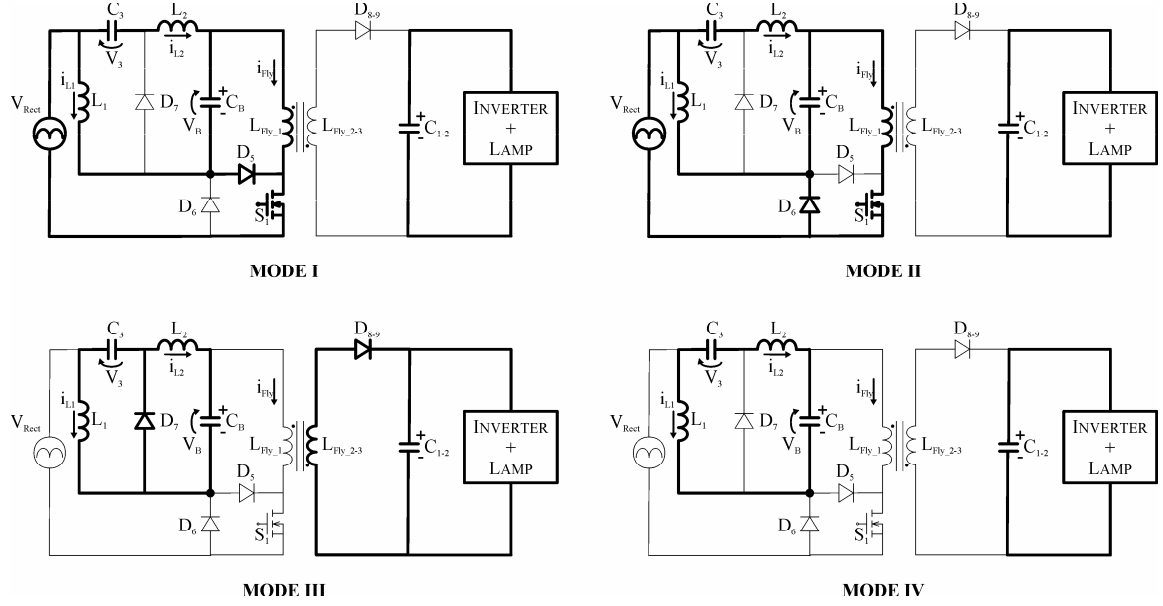 C3 L2 D8-9
iL2
V3 iFly
iL1
VRect L1 D7 CB INVERTER
+ - VB LFly_1 LFly_2-3 + - C1-2 +
LAMP
D5
D6 S1
MODE I
C3 L2 D8-9
iL2
V3 iFly
iL1
VRect L1 D7 CB INVERTER
+ - VB LFly_1 LFly_2-3 + - C1-2 +
LAMP
D5
D6 S1
MODE II
C3 L2 D8-9
iL2
V3 iFly
iL1
VRect L1 D7 CB INVERTER
+ - VB LFly_1 LFly_2-3 + - C1-2 +
LAMP
D5
D6 S1
MODE III
C3 L2 D8-9
iL2
V3 iFly
iL1
VRect L1 D7 CB INVERTER
+ - VB LFly_1 LFly_2-3 + - C1-2 +
LAMP
D5
D6 S1
MODE IV